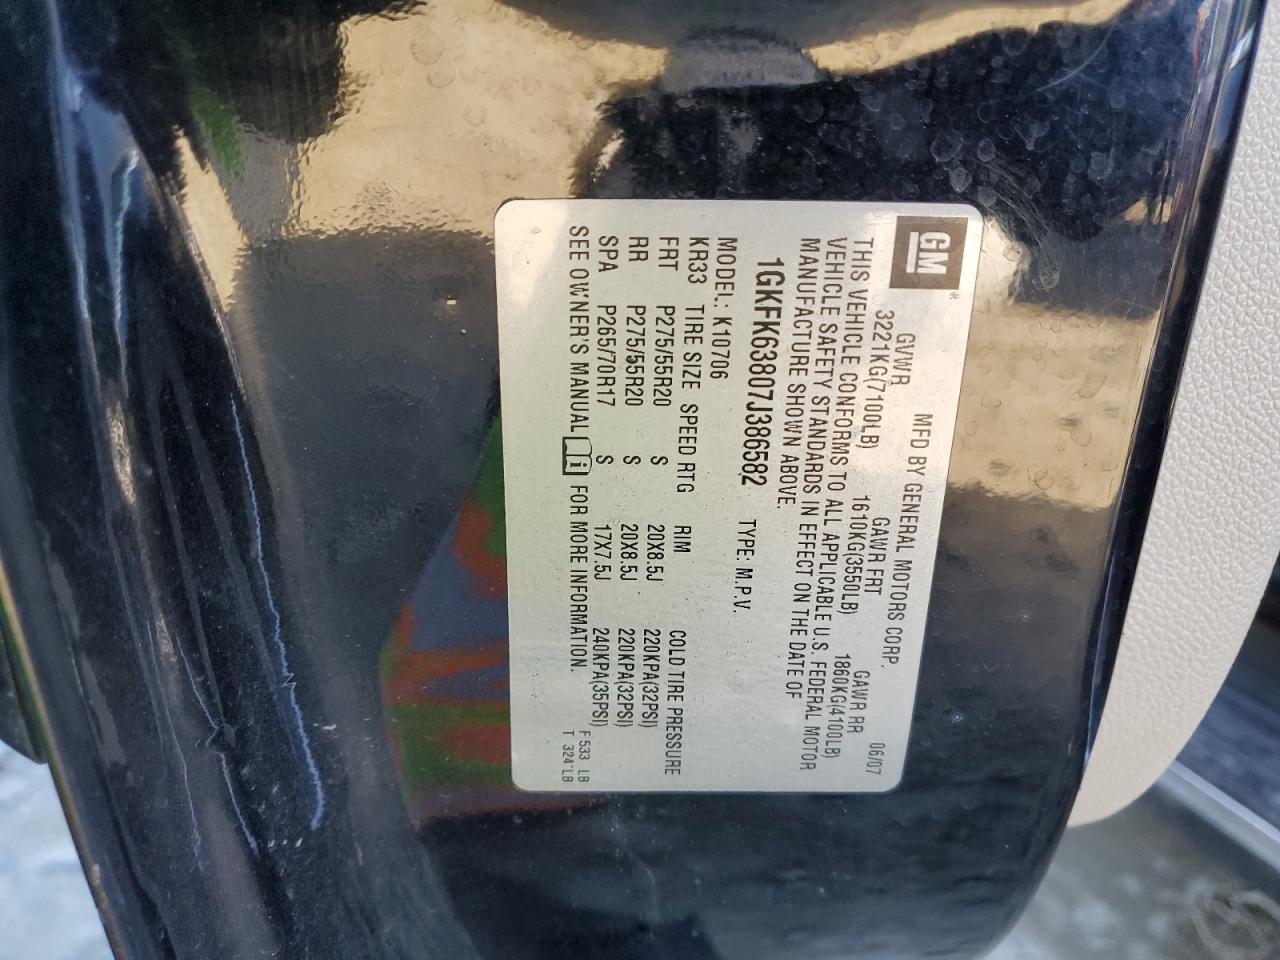 GM
MFD BY GENERAL MOTORS CORP.
06/07
GVWR GAWR FRT GAWR RR
3221KG(7100LB) 1610KG(3550LB) 1860KG(4100LB)
THIS VEHICLE CONFORMS TO ALL APPLICABLE U.S. FEDERAL MOTOR
VEHICLE SAFETY STANDARDS IN EFFECT ON THE DATE OF
MANUFACTURE SHOWN ABOVE.
1GKFK63807J386582 TYPE: M.P.V.
MODEL: K10706
KR33 TIRE SIZE SPEED RTG RIM COLD TIRE PRESSURE
FRT P275/55R20 S 20X8.5J 220KPA(32PSI)
RR P275/55R20 S 20X8.5J 220KPA(32PSI)
SPA P265/70R17 S 17X7.5J 240KPA(35PSI)
SEE OWNER'S MANUAL i FOR MORE INFORMATION.
F 533 LB
T 324 LB